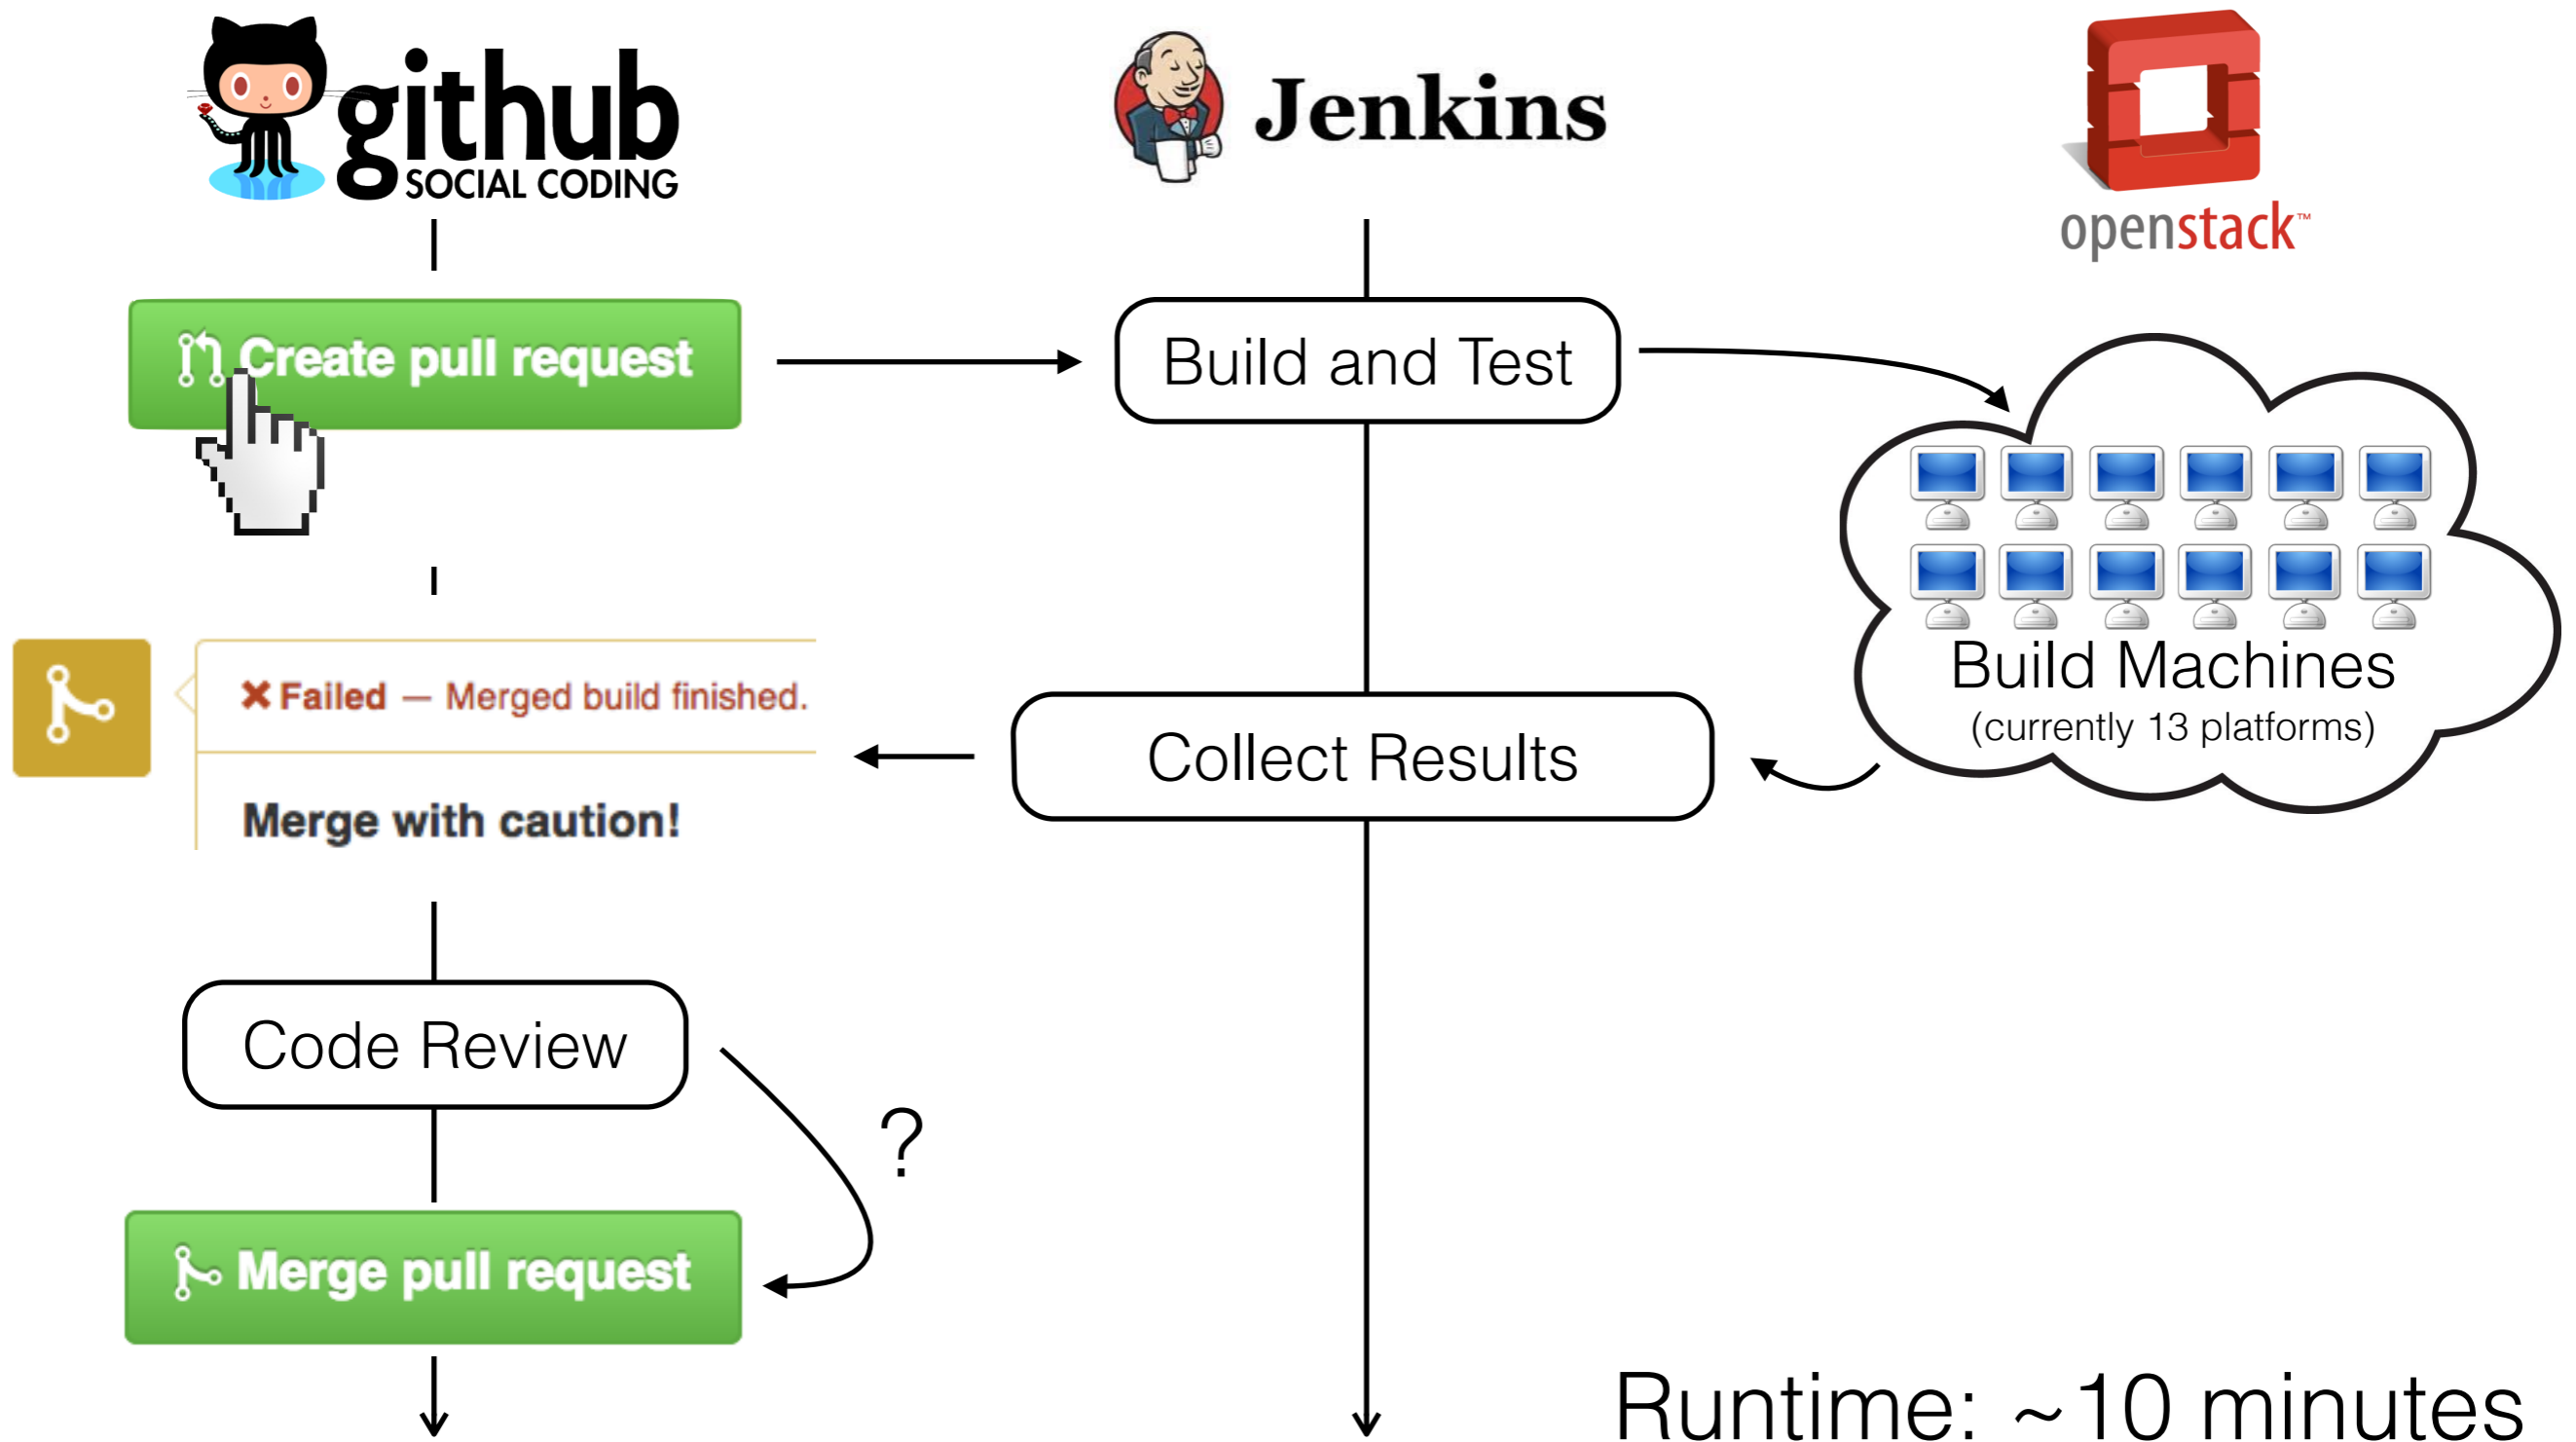 github
SOCIAL CODING
Jenkins
openstack™
Create pull request
Build and Test
Build Machines
(currently 13 platforms)
Failed — Merged build finished.
Merge with caution!
Collect Results
Code Review
?
Merge pull request
Runtime: ~10 minutes